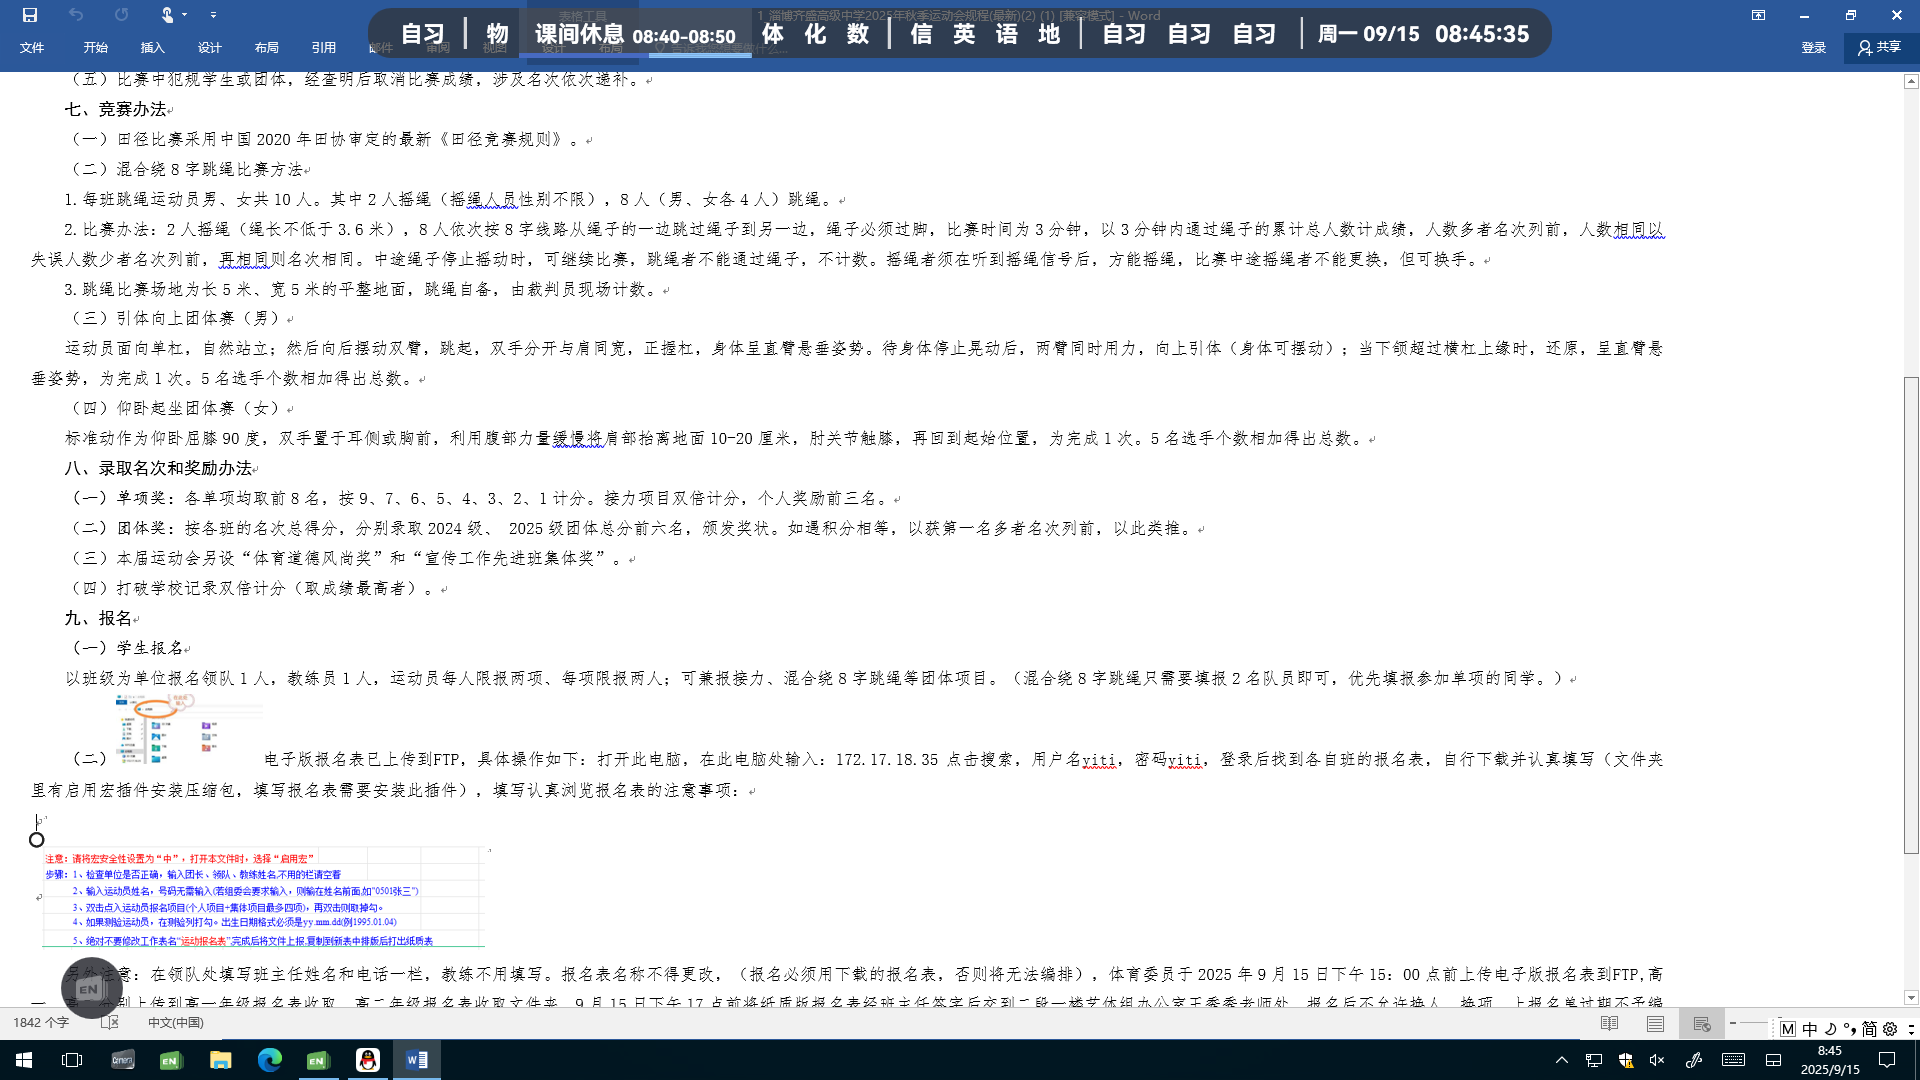 1 淄博齐盛高级中学2025年秋季运动会规程(最新)(2) (1) [兼容模式] - Word
表格工具
自习 物 课间休息 08:40-08:50 体 化 数 信 英 语 地 自习 自习 自习 周一 09/15 08:45:35
文件 开始 插入 设计 布局 引用 邮件 审阅 视图 设计 布局 登录 共享
（五）比赛中犯规学生或团体，经查明后取消比赛成绩，涉及名次依次递补。
七、竞赛办法
（一）田径比赛采用中国 2020 年田协审定的最新《田径竞赛规则》。
（二）混合绕 8 字跳绳比赛方法
1. 每班跳绳运动员男、女共 10 人。其中 2 人摇绳（摇绳人员性别不限），8 人（男、女各 4 人）跳绳。
2. 比赛办法：2 人摇绳（绳长不低于 3.6 米），8 人依次按 8 字线路从绳子的一边跳过绳子到另一边，绳子必须过脚，比赛时间为 3 分钟，以 3 分钟内通过绳子的累计总人数计成绩，人数多者名次列前，人数相同以
失误人数少者名次列前，再相同则名次相同。中途绳子停止摇动时，可继续比赛，跳绳者不能通过绳子，不计数。摇绳者须在听到摇绳信号后，方能摇绳，比赛中途摇绳者不能更换，但可换手。
3. 跳绳比赛场地为长 5 米、宽 5 米的平整地面，跳绳自备，由裁判员现场计数。
（三）引体向上团体赛（男）
运动员面向单杠，自然站立；然后向后摆动双臂，跳起，双手分开与肩同宽，正握杠，身体呈直臂悬垂姿势。待身体停止晃动后，两臂同时用力，向上引体（身体可摆动）；当下颌超过横杠上缘时，还原，呈直臂悬
垂姿势，为完成 1 次。5 名选手个数相加得出总数。
（四）仰卧起坐团体赛（女）
标准动作为仰卧屈膝 90 度，双手置于耳侧或胸前，利用腹部力量缓慢将肩部抬离地面 10-20 厘米，肘关节触膝，再回到起始位置，为完成 1 次。5 名选手个数相加得出总数。
八、录取名次和奖励办法
（一）单项奖：各单项均取前 8 名，按 9、7、6、5、4、3、2、1 计分。接力项目双倍计分，个人奖励前三名。
（二）团体奖：按各班的名次总得分，分别录取 2024 级、 2025 级团体总分前六名，颁发奖状。如遇积分相等，以获第一名多者名次列前，以此类推。
（三）本届运动会另设“体育道德风尚奖”和“宣传工作先进班集体奖”。
（四）打破学校记录双倍计分（取成绩最高者）。
九、报名
（一）学生报名
以班级为单位报名领队 1 人，教练员 1 人，运动员每人限报两项、每项限报两人；可兼报接力、混合绕 8 字跳绳等团体项目。（混合绕 8 字跳绳只需要填报 2 名队员即可，优先填报参加单项的同学。）
（二） 电子版报名表已上传到FTP，具体操作如下：打开此电脑，在此电脑处输入：172.17.18.35 点击搜索，用户名yiti，密码yiti，登录后找到各自班的报名表，自行下载并认真填写（文件夹
里有启用宏插件安装压缩包，填写报名表需要安装此插件），填写认真浏览报名表的注意事项：
注意：请将宏安全性设置为“中”，打开本文件时，选择“启用宏”
步骤：1、检查单位是否正确，输入团长、领队、教练姓名,不用的栏请空着
2、输入运动员姓名，号码无需输入(若组委会要求输入，则输在姓名前面,如"0501张三")
3、双击点入运动员报名项目(个人项目+集体项目最多四项)，再双击则取掉勾。
4、如果测验运动员，在测验列打勾。出生日期格式必须是yy.mm.dd(例1995.01.04)
5、绝对不要修改工作表名“运动报名表”,完成后将文件上报,复制到新表中排版后打出纸质表
另外注意：在领队处填写班主任姓名和电话一栏，教练不用填写。报名表名称不得更改，（报名必须用下载的报名表，否则将无法编排），体育委员于 2025 年 9 月 15 日下午 15：00 点前上传电子版报名表到FTP,高
一、高二分别上传到高一年级报名表收取、高二年级报名表收取文件夹，9 月 15 日下午 17 点前将纸质版报名表经班主任签字后交到二段一楼艺体组办公室王秀秀老师处，报名后不允许换人、换项，上报名单过期不予编
EN
1842 个字 中文(中国)
M 中 简
Camera EN EN
8:45
2025/9/15